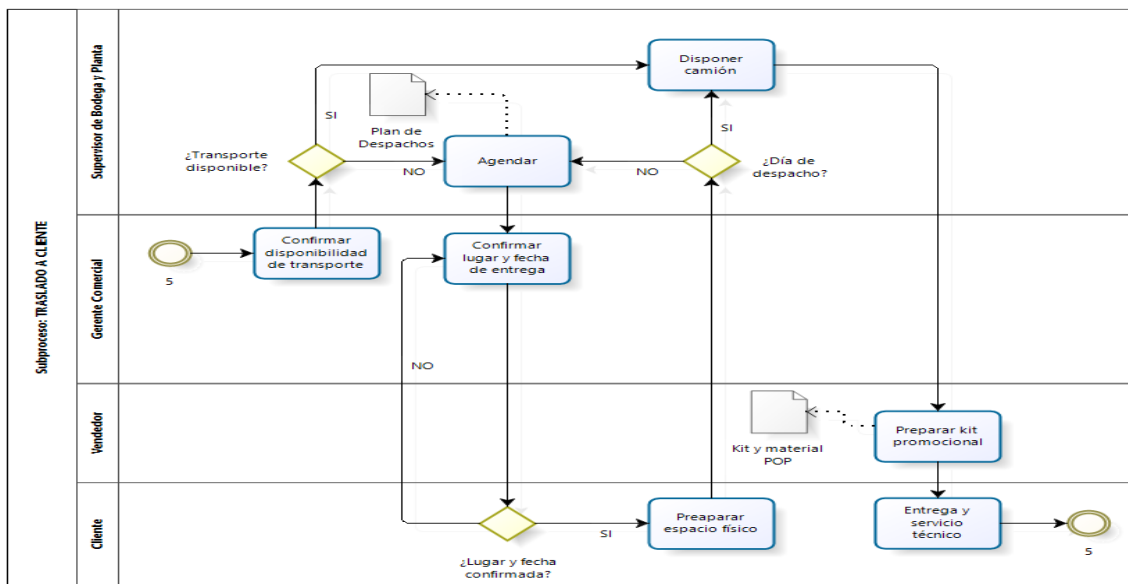 Subproceso: TRASLADO A CLIENTE
Supervisor de Bodega y Planta
Disponer
camión
SI
Plan de
Despachos
SI
¿Transporte
disponible?
NO
Agendar
NO
¿Día de
despacho?
Gerente Comercial
5
Confirmar
disponibilidad
de transporte
Confirmar
lugar y fecha
de entrega
NO
Vendedor
Kit y material
POP
Preparar kit
promocional
Cliente
¿Lugar y fecha
confirmada?
SI
Preaparar
espacio físico
Entrega y
servicio
técnico
5